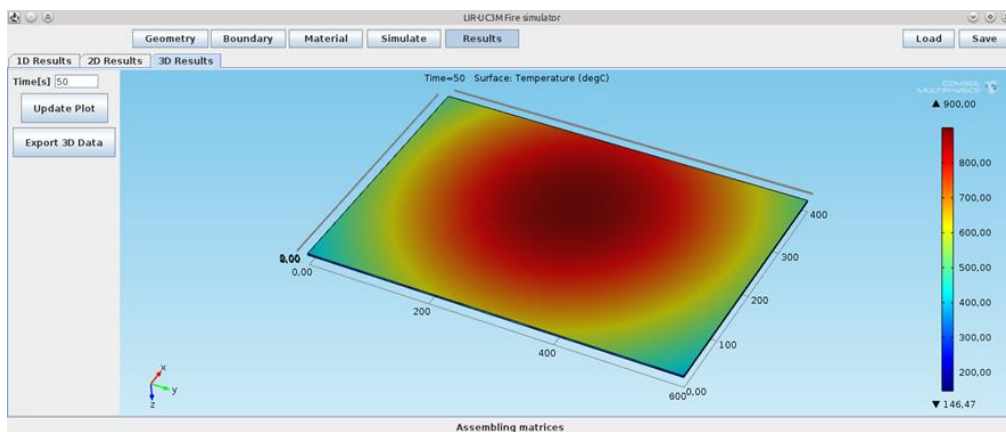 LIR-UC3M Fire simulator
Geometry Boundary Material Simulate Results Load Save
1D Results 2D Results 3D Results
Time[s] 50
Update Plot
Export 3D Data
Time=50 Surface: Temperature (degC)
COMSOL
MULTIPHYSICS
▲ 900,00
800,00
700,00
600,00
500,00
400,00
300,00
200,00
▼ 146,47
400
300
200
100
0,00
0,00
200
400
600
x
y
z
Assembling matrices